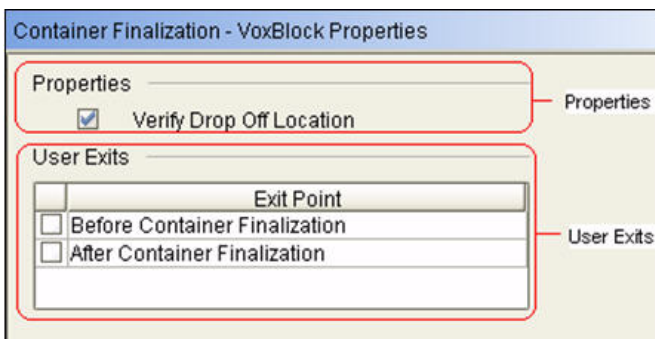 Container Finalization - VoxBlock Properties
Properties
Verify Drop Off Location
Properties
User Exits
Exit Point
Before Container Finalization
After Container Finalization
User Exits